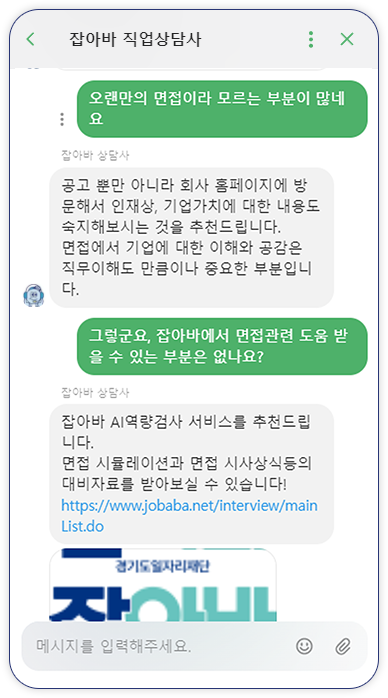 잡아바 직업상담사
오랜만의 면접이라 모르는 부분이 많네
요
잡아바 상담사
공고 뿐만 아니라 회사 홈페이지에 방
문해서 인재상, 기업가치에 대한 내용도
숙지해보시는 것을 추천드립니다.
면접에서 기업에 대한 이해와 공감은
직무이해도 만큼이나 중요한 부분입니
다.
그렇군요, 잡아바에서 면접관련 도움 받
을 수 있는 부분은 없나요?
잡아바 상담사
잡아바 AI역량검사 서비스를 추천드립
니다.
면접 시뮬레이션과 면접 시사상식등의
대비자료를 받아보실 수 있습니다!
https://www.jobaba.net/interview/main
List.do
경기도일자리재단
잡아바
메시지를 입력해주세요.